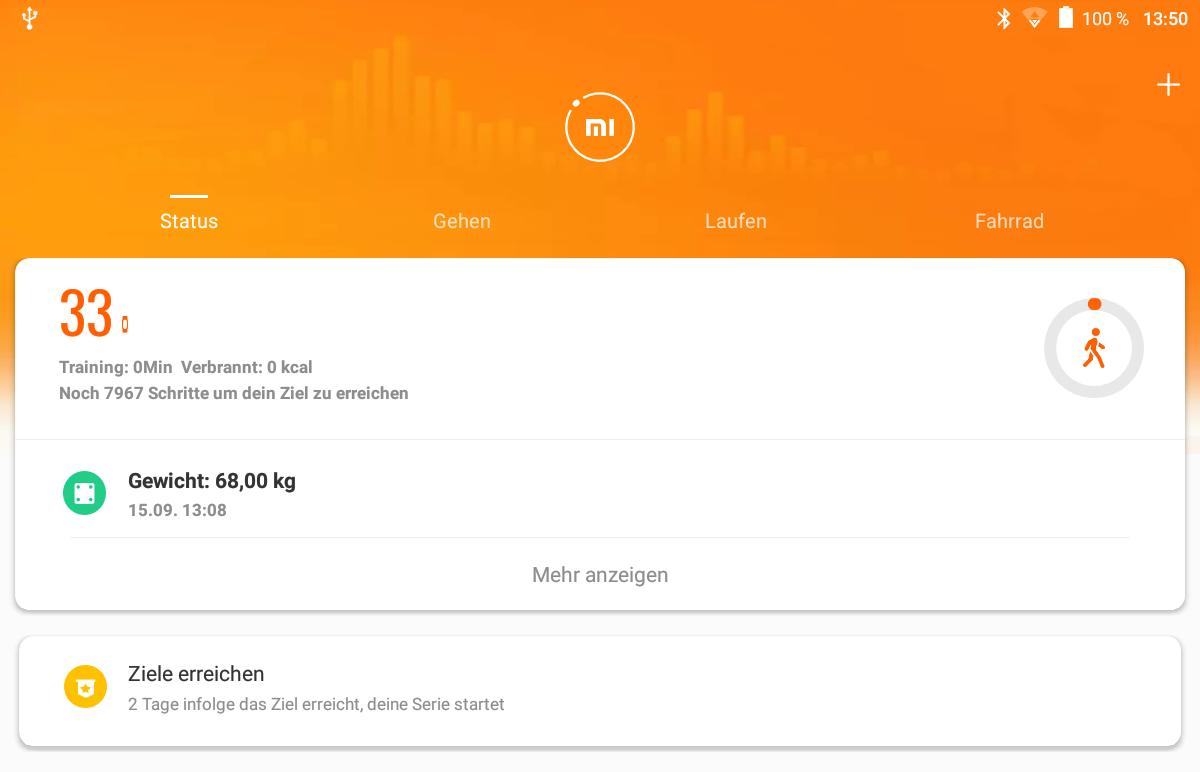 100 % 13:50
mi
Status Gehen Laufen Fahrrad
33
Training: 0Min Verbrannt: 0 kcal
Noch 7967 Schritte um dein Ziel zu erreichen
Gewicht: 68,00 kg
15.09. 13:08
Mehr anzeigen
Ziele erreichen
2 Tage infolge das Ziel erreicht, deine Serie startet